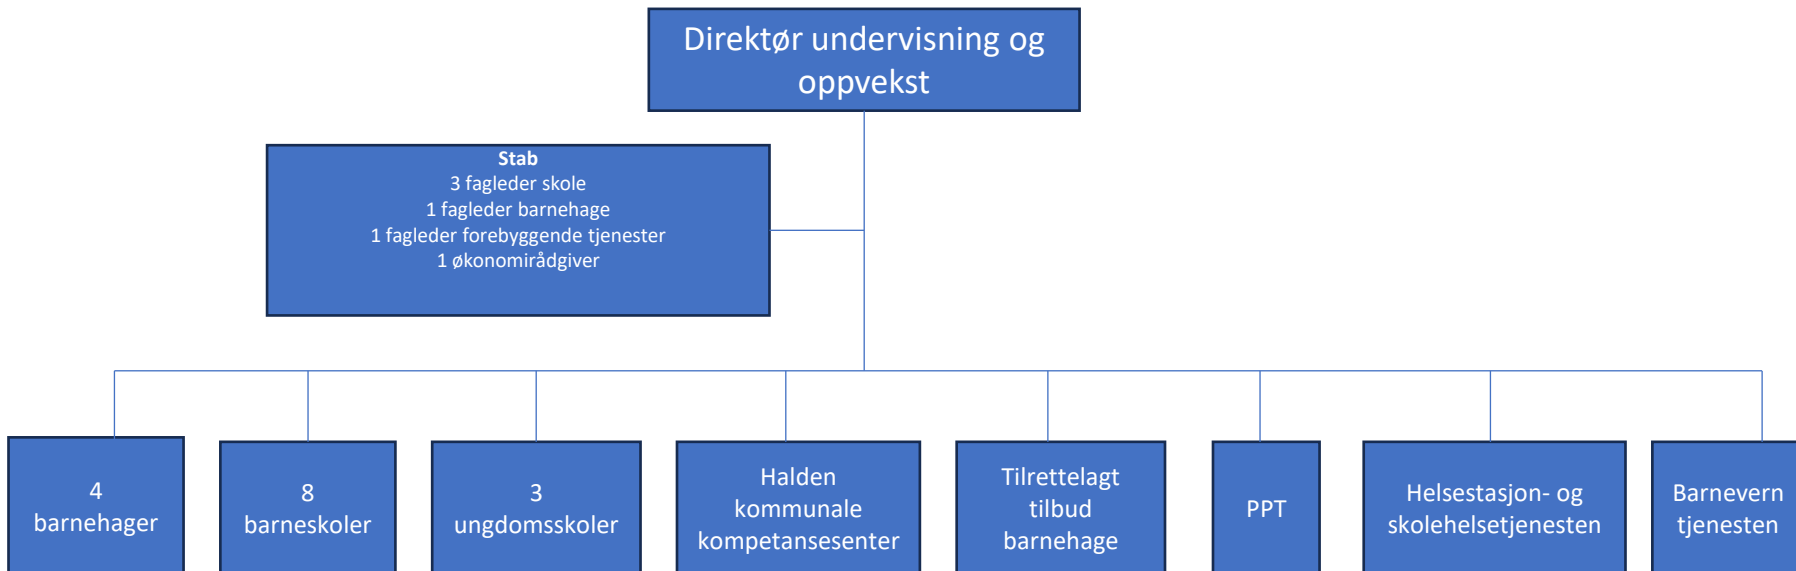 Direktør undervisning og
oppvekst
Stab
3 fagleder skole
1 fagleder barnehage
1 fagleder forebyggende tjenester
1 økonomirådgiver
4
barnehager
8
barneskoler
3
ungdomsskoler
Halden
kommunale
kompetansesenter
Tilrettelagt
tilbud
barnehage
PPT
Helsestasjon- og
skolehelsetjenesten
Barnevern
tjenesten